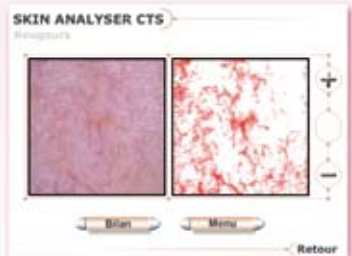 SKIN ANALYSER CTS
Rougeurs
+
−
Bilan
Menu
Retour